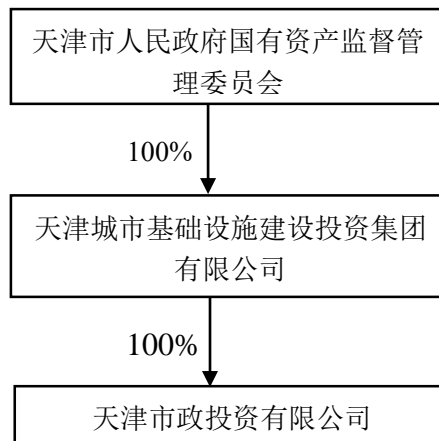 天津市人民政府国有资产监督管
理委员会
100%
天津城市基础设施建设投资集团
有限公司
100%
天津市政投资有限公司